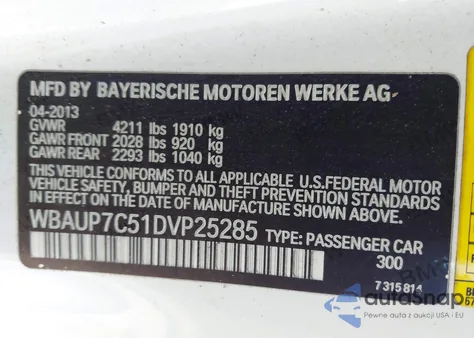 MFD BY BAYERISCHE MOTOREN WERKE AG
04-2013
GVWR 4211 lbs 1910 kg
GAWR FRONT 2028 lbs 920 kg
GAWR REAR 2293 lbs 1040 kg
THIS VEHICLE CONFORMS TO ALL APPLICABLE U.S.FEDERAL MOTOR
VEHICLE SAFETY, BUMPER AND THEFT PREVENTION STANDARDS
IN EFFECT ON THE DATE OF MANUFACTURE SHOWN ABOVE.
WBAUP7C51DVP25285 TYPE: PASSENGER CAR
300
7 315 814
autoSnap
Pewne zakupy aut z USA i EU